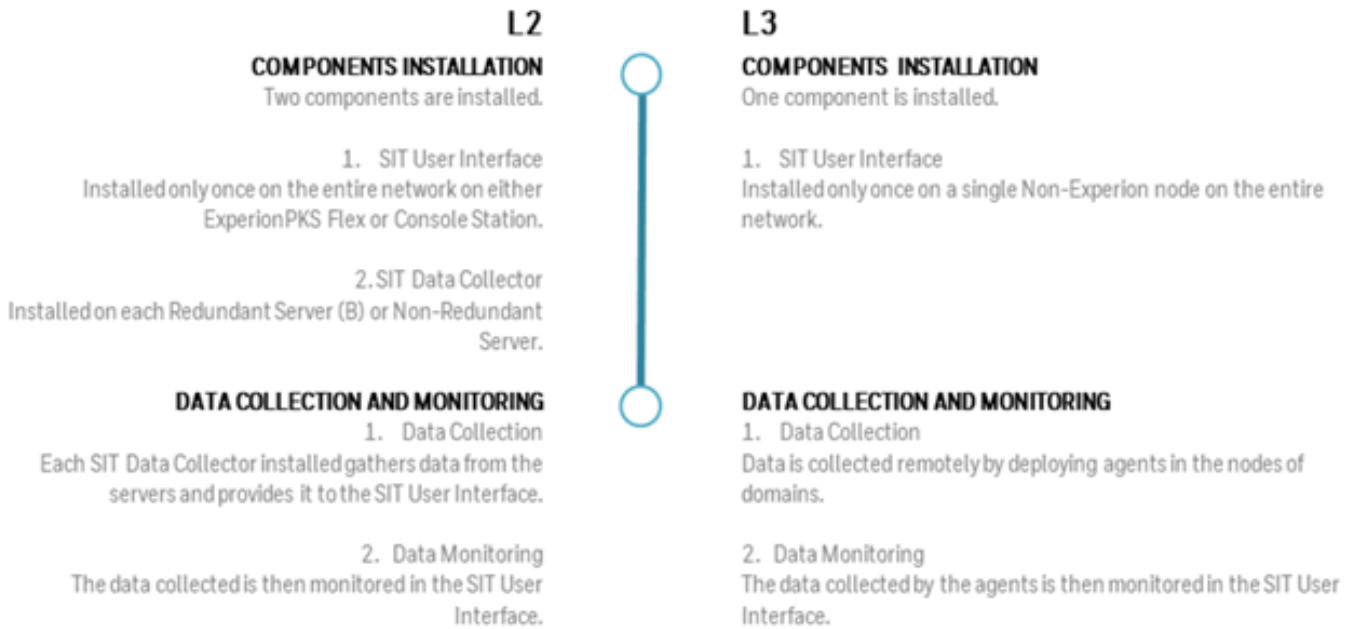 L2
COMPONENTS INSTALLATION
Two components are installed.
1. SIT User Interface
Installed only once on the entire network on either
ExperionPKS Flex or Console Station.
2. SIT Data Collector
Installed on each Redundant Server (B) or Non-Redundant
Server.
DATA COLLECTION AND MONITORING
1. Data Collection
Each SIT Data Collector installed gathers data from the
servers and provides it to the SIT User Interface.
2. Data Monitoring
The data collected is then monitored in the SIT User
Interface.
L3
COMPONENTS INSTALLATION
One component is installed.
1. SIT User Interface
Installed only once on a single Non-Experion node on the entire
network.
DATA COLLECTION AND MONITORING
1. Data Collection
Data is collected remotely by deploying agents in the nodes of
domains.
2. Data Monitoring
The data collected by the agents is then monitored in the SIT User
Interface.